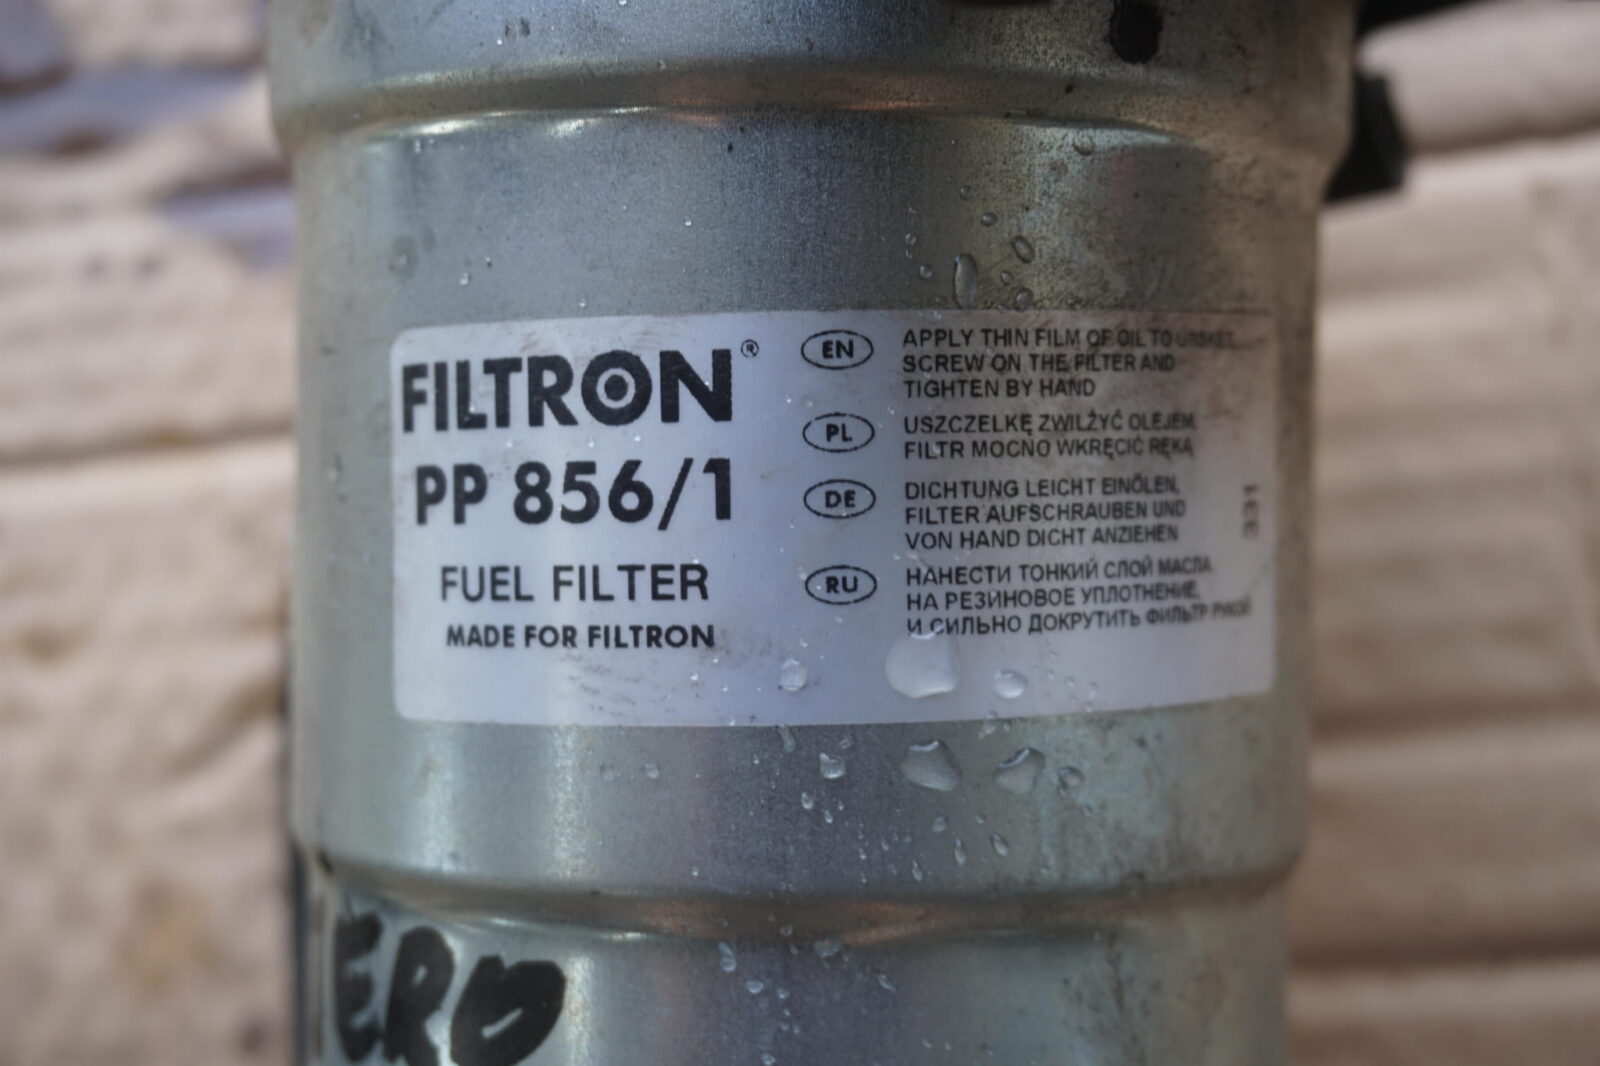 FILTRON®
PP 856/1
FUEL FILTER
MADE FOR FILTRON
EN
APPLY THIN FILM OF OIL TO GASKET,
SCREW ON THE FILTER AND
TIGHTEN BY HAND
PL
USZCZELKĘ ZWILŻYĆ OLEJEM,
FILTR MOCNO WKRĘCIĆ RĘKĄ
DE
DICHTUNG LEICHT EINÖLEN,
FILTER AUFSCHRAUBEN UND
VON HAND DICHT ANZIEHEN
RU
НАНЕСТИ ТОНКИЙ СЛОЙ МАСЛА
НА РЕЗИНОВОЕ УПЛОТНЕНИЕ,
И СИЛЬНО ДОКРУТИТЬ ФИЛЬТР РУКОЙ
331